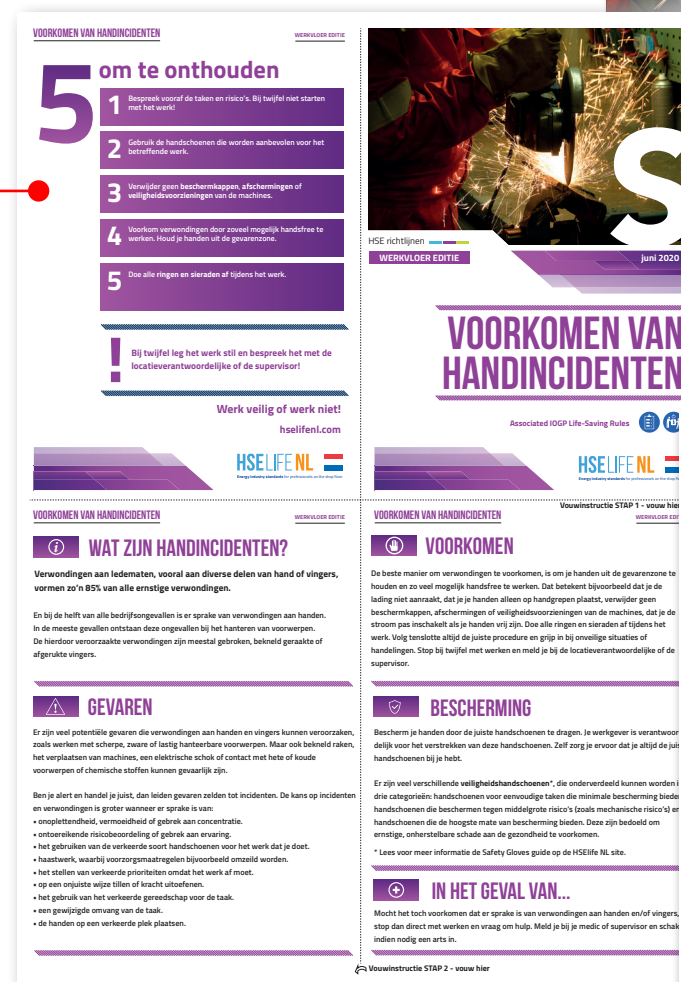 VOORKOMEN VAN HANDINCIDENTEN
WERKVLOER EDITIE
5 om te onthouden
1 Bespreek vooraf de taken en risico's. Bij twijfel niet starten
met het werk!
2 Gebruik de handschoenen die worden aanbevolen voor het
betreffende werk.
3 Verwijder geen beschermkappen, afschermingen of
veiligheidsvoorzieningen van de machines.
4 Voorkom verwondingen door zoveel mogelijk handsfree te
werken. Houd je handen uit de gevarenzone.
5 Doe alle ringen en sieraden af tijdens het werk.
! Bij twijfel leg het werk stil en bespreek het met de
locatieverantwoordelijke of de supervisor!
Werk veilig of werk niet!
hselifenl.com
HSELIFE NL
Energy industry standards for professionals on the shop floor
S
HSE richtlijnen
WERKVLOER EDITIE
juni 2020
VOORKOMEN VAN
HANDINCIDENTEN
Associated IOGP Life-Saving Rules
HSELIFE NL
Energy industry standards for professionals on the shop
Vouwinstructie STAP 1 - vouw hier
VOORKOMEN VAN HANDINCIDENTEN
WERKVLOER EDITIE
WAT ZIJN HANDINCIDENTEN?
Verwondingen aan ledematen, vooral aan diverse delen van hand of vingers,
vormen zo'n 85% van alle ernstige verwondingen.
En bij de helft van alle bedrijfsongevallen is er sprake van verwondingen aan handen.
In de meeste gevallen ontstaan deze ongevallen bij het hanteren van voorwerpen.
De hierdoor veroorzaakte verwondingen zijn meestal gebroken, bekneld geraakte of
afgerukte vingers.
GEVAREN
Er zijn veel potentiële gevaren die verwondingen aan handen en vingers kunnen veroorzaken,
zoals werken met scherpe, zware of lastig hanteerbare voorwerpen. Maar ook bekneld raken,
het verplaatsen van machines, een elektrische schok of contact met hete of koude
voorwerpen of chemische stoffen kunnen gevaarlijk zijn.
Ben je alert en handel je juist, dan leiden gevaren zelden tot incidenten. De kans op incidenten
en verwondingen is groter wanneer er sprake is van:
• onoplettendheid, vermoeidheid of gebrek aan concentratie.
• ontoereikende risicobeoordeling of gebrek aan ervaring.
• het gebruiken van de verkeerde soort handschoenen voor het werk dat je doet.
• haastwerk, waarbij voorzorgsmaatregelen bijvoorbeeld omzeild worden.
• het stellen van verkeerde prioriteiten omdat het werk af moet.
• op een onjuiste wijze tillen of kracht uitoefenen.
• het gebruik van het verkeerde gereedschap voor de taak.
• een gewijzigde omvang van de taak.
• de handen op een verkeerde plek plaatsen.
VOORKOMEN VAN HANDINCIDENTEN
WERKVLOER EDI
VOORKOMEN
De beste manier om verwondingen te voorkomen, is om je handen uit de gevarenzone te
houden en zo veel mogelijk handsfree te werken. Dat betekent bijvoorbeeld dat je de
lading niet aanraakt, dat je je handen alleen op handgrepen plaatst, verwijder geen
beschermkappen, afschermingen of veiligheidsvoorzieningen van de machines, dat je de
stroom pas inschakelt als je handen vrij zijn. Doe alle ringen en sieraden af tijdens het
werk. Volg tenslotte altijd de juiste procedure en grijp in bij onveilige situaties of
handelingen. Stop bij twijfel met werken en meld je bij de locatieverantwoordelijke of de
supervisor.
BESCHERMING
Bescherm je handen door de juiste handschoenen te dragen. Je werkgever is verantwoor
delijk voor het verstrekken van deze handschoenen. Zelf zorg je ervoor dat je altijd de jui
handschoenen bij je hebt.
Er zijn veel verschillende veiligheidshandschoenen*, die onderverdeeld kunnen worden i
drie categorieën: handschoenen voor eenvoudige taken die minimale bescherming biede
handschoenen die beschermen tegen middelgrote risico's (zoals mechanische risico's) e
handschoenen die de hoogste mate van bescherming bieden. Deze zijn bedoeld om
ernstige, onherstelbare schade aan de gezondheid te voorkomen.
* Lees voor meer informatie de Safety Gloves guide op de HSElife NL site.
IN HET GEVAL VAN...
Mocht het toch voorkomen dat er sprake is van verwondingen aan handen en/of vingers,
stop dan direct met werken en vraag om hulp. Meld je bij je medic of supervisor en schak
indien nodig een arts in.
Vouwinstructie STAP 2 - vouw hier